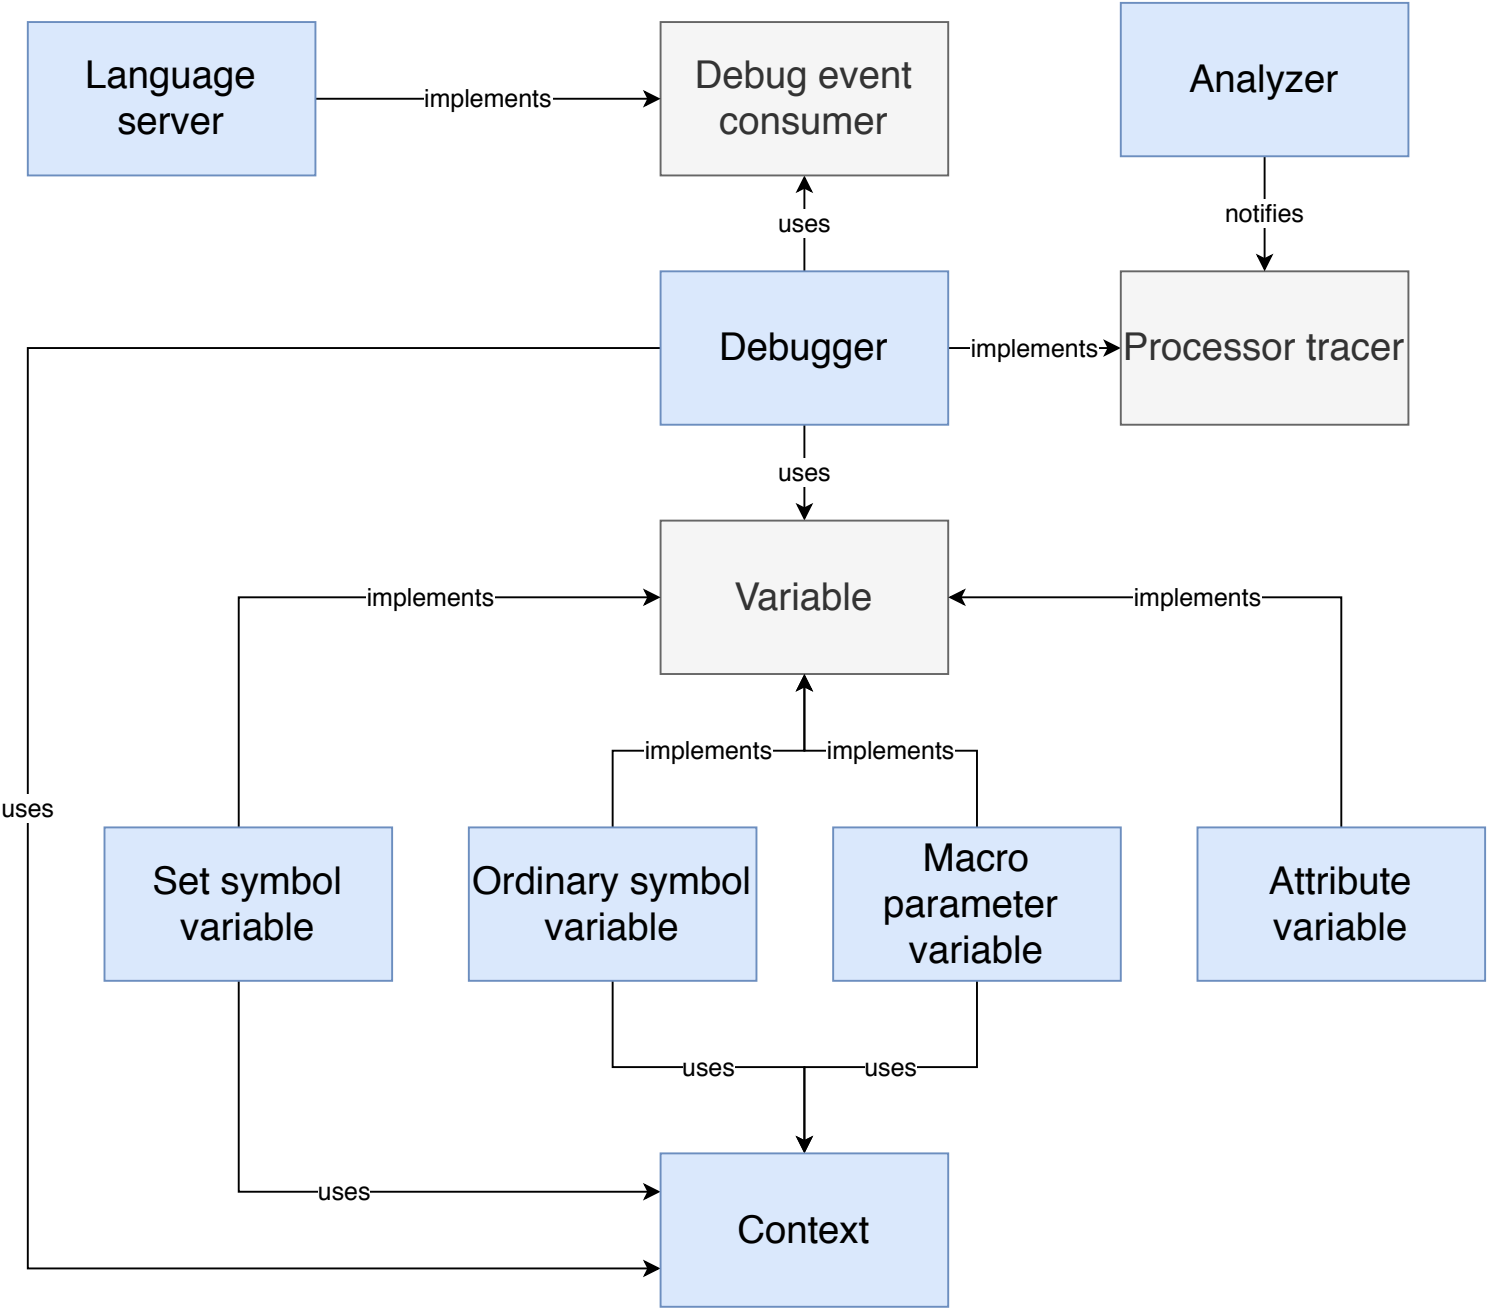 Language
server
implements
Debug event
consumer
Analyzer
notifies
uses
Debugger
implements
Processor tracer
uses
implements
Variable
implements
implements
implements
uses
Set symbol
variable
Ordinary symbol
variable
Macro
parameter
variable
Attribute
variable
uses
uses
uses
Context